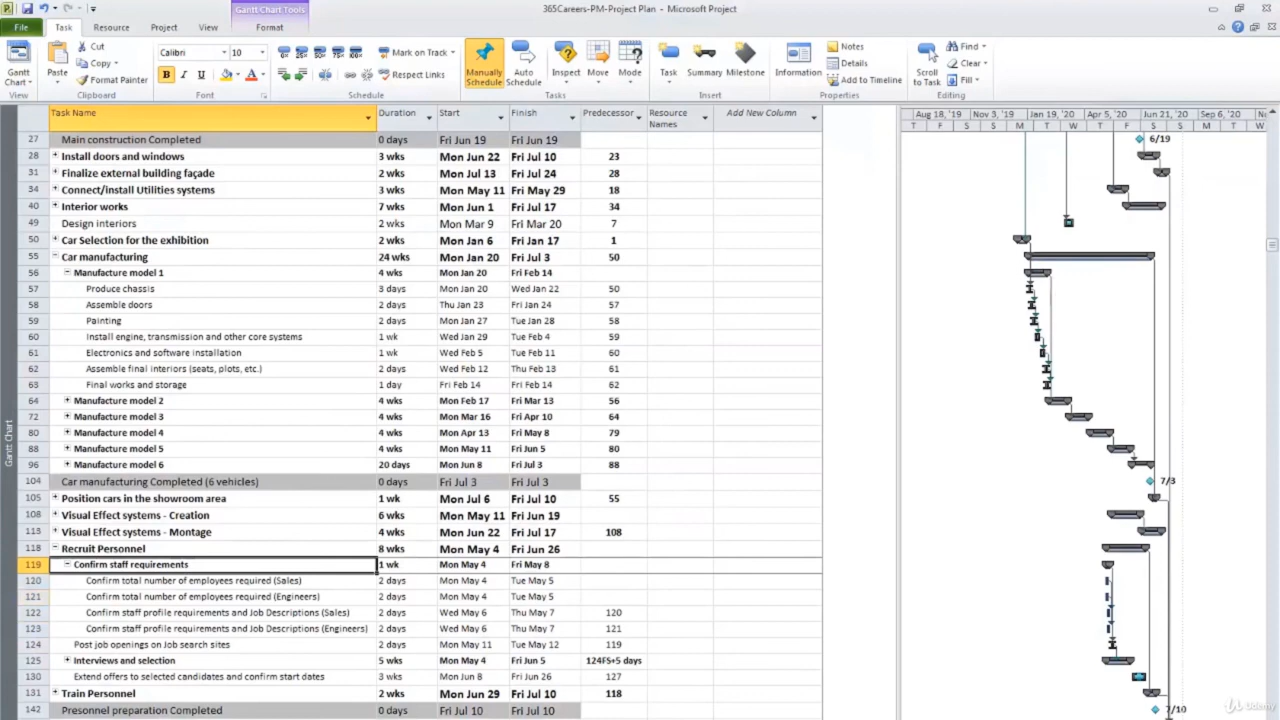 Gantt Chart Tools
365Careers-PM-Project Plan - Microsoft Project
File Task Resource Project View Format
Gantt Chart
View
Paste
Cut
Copy
Format Painter
Clipboard
Calibri 10
B I U A
Font
Mark on Track
Respect Links
Schedule
Manually Schedule
Auto Schedule
Inspect
Move
Mode
Tasks
Task
Summary
Milestone
Insert
Information
Notes
Details
Add to Timeline
Properties
Scroll to Task
Find
Clear
Fill
Editing
Task Name Duration Start Finish Predecessor Resource Names Add New Column
Aug 18, '19 Nov 3, '19 Jan 19, '20 Apr 5, '20 Jun 21, '20 Sep 6, '20
T F S S M T W T F S S M T W
27 Main construction Completed 0 days Fri Jun 19 Fri Jun 19 6/19
28 Install doors and windows 3 wks Mon Jun 22 Fri Jul 10 23
31 Finalize external building façade 2 wks Mon Jul 13 Fri Jul 24 28
34 Connect/install Utilities systems 3 wks Mon May 11 Fri May 29 18
40 Interior works 7 wks Mon Jun 1 Fri Jul 17 34
49 Design interiors 2 wks Mon Mar 9 Fri Mar 20 7
50 Car Selection for the exhibition 2 wks Mon Jan 6 Fri Jan 17 1
55 Car manufacturing 24 wks Mon Jan 20 Fri Jul 3 50
56 Manufacture model 1 4 wks Mon Jan 20 Fri Feb 14
57 Produce chassis 3 days Mon Jan 20 Wed Jan 22 50
58 Assemble doors 2 days Thu Jan 23 Fri Jan 24 57
59 Painting 2 days Mon Jan 27 Tue Jan 28 58
60 Install engine, transmission and other core systems 1 wk Wed Jan 29 Tue Feb 4 59
61 Electronics and software installation 1 wk Wed Feb 5 Tue Feb 11 60
62 Assemble final interiors (seats, plots, etc.) 2 days Wed Feb 12 Thu Feb 13 61
63 Final works and storage 1 day Fri Feb 14 Fri Feb 14 62
64 Manufacture model 2 4 wks Mon Feb 17 Fri Mar 13 56
72 Manufacture model 3 4 wks Mon Mar 16 Fri Apr 10 64
80 Manufacture model 4 4 wks Mon Apr 13 Fri May 8 79
88 Manufacture model 5 4 wks Mon May 11 Fri Jun 5 80
96 Manufacture model 6 20 days Mon Jun 8 Fri Jul 3 88
104 Car manufacturing Completed (6 vehicles) 0 days Fri Jul 3 Fri Jul 3 7/3
105 Position cars in the showroom area 1 wk Mon Jul 6 Fri Jul 10 55
108 Visual Effect systems - Creation 6 wks Mon May 11 Fri Jun 19
113 Visual Effect systems - Montage 4 wks Mon Jun 22 Fri Jul 17 108
118 Recruit Personnel 8 wks Mon May 4 Fri Jun 26
119 Confirm staff requirements 1 wk Mon May 4 Fri May 8
120 Confirm total number of employees required (Sales) 2 days Mon May 4 Tue May 5
121 Confirm total number of employees required (Engineers) 2 days Mon May 4 Tue May 5
122 Confirm staff profile requirements and Job Descriptions (Sales) 2 days Wed May 6 Thu May 7 120
123 Confirm staff profile requirements and Job Descriptions (Engineers) 2 days Wed May 6 Thu May 7 121
124 Post job openings on Job search sites 2 days Mon May 11 Tue May 12 119
125 Interviews and selection 5 wks Mon May 4 Fri Jun 5 124FS+5 days
130 Extend offers to selected candidates and confirm start dates 3 wks Mon Jun 8 Fri Jun 26 127
131 Train Personnel 2 wks Mon Jun 29 Fri Jul 10 118
142 Presonnel preparation Completed 0 days Fri Jul 10 Fri Jul 10 7/10
Gantt Chart
Udemy